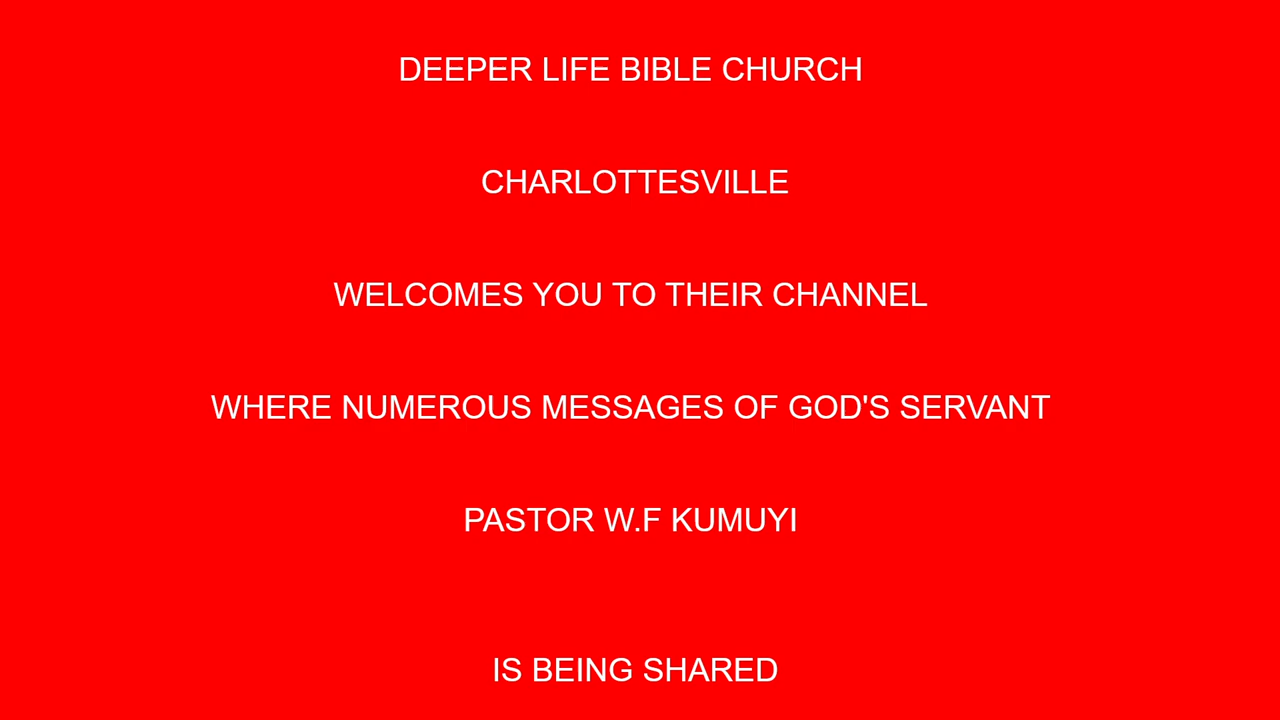 DEEPER LIFE BIBLE CHURCH
CHARLOTTESVILLE
WELCOMES YOU TO THEIR CHANNEL
WHERE NUMEROUS MESSAGES OF GOD'S SERVANT
PASTOR W.F KUMUYI
IS BEING SHARED